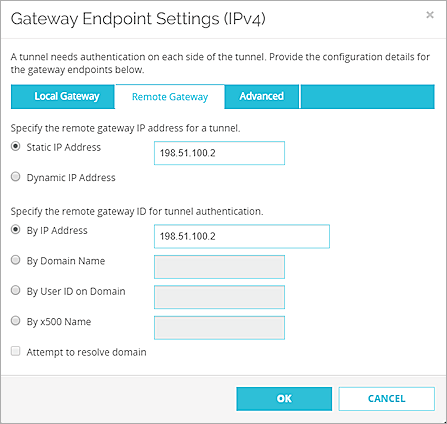 Gateway Endpoint Settings (IPv4)
×
A tunnel needs authentication on each side of the tunnel. Provide the configuration details for
the gateway endpoints below.
Local Gateway Remote Gateway Advanced
Specify the remote gateway IP address for a tunnel.
Static IP Address 198.51.100.2
Dynamic IP Address
Specify the remote gateway ID for tunnel authentication.
By IP Address 198.51.100.2
By Domain Name
By User ID on Domain
By x500 Name
Attempt to resolve domain
OK CANCEL